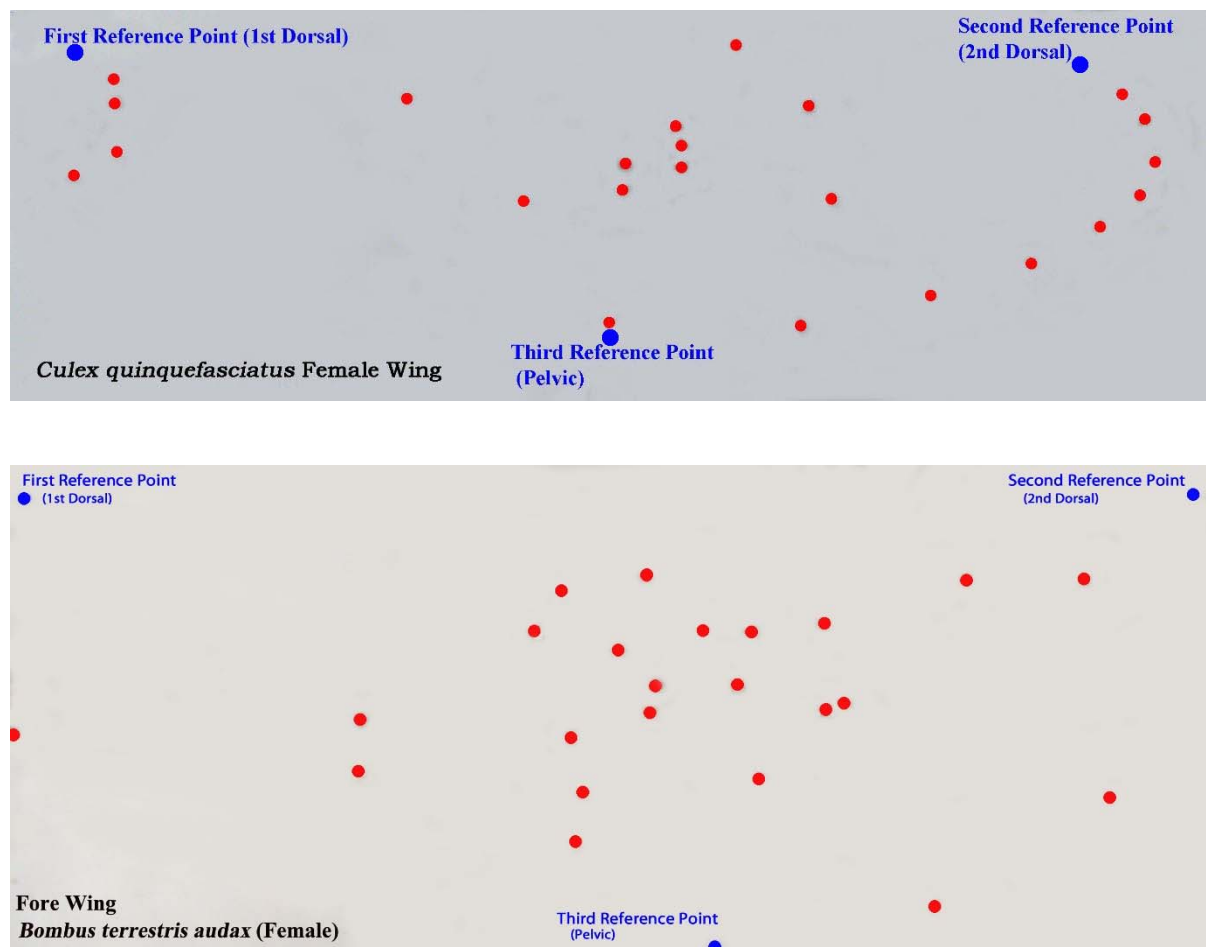 First Reference Point (1st Dorsal)
Second Reference Point
(2nd Dorsal)
Third Reference Point
(Pelvic)
Culex quinquefasciatus Female Wing
First Reference Point
(1st Dorsal)
Second Reference Point
(2nd Dorsal)
Fore Wing
Bombus terrestris audax (Female)
Third Reference Point
(Pelvic)